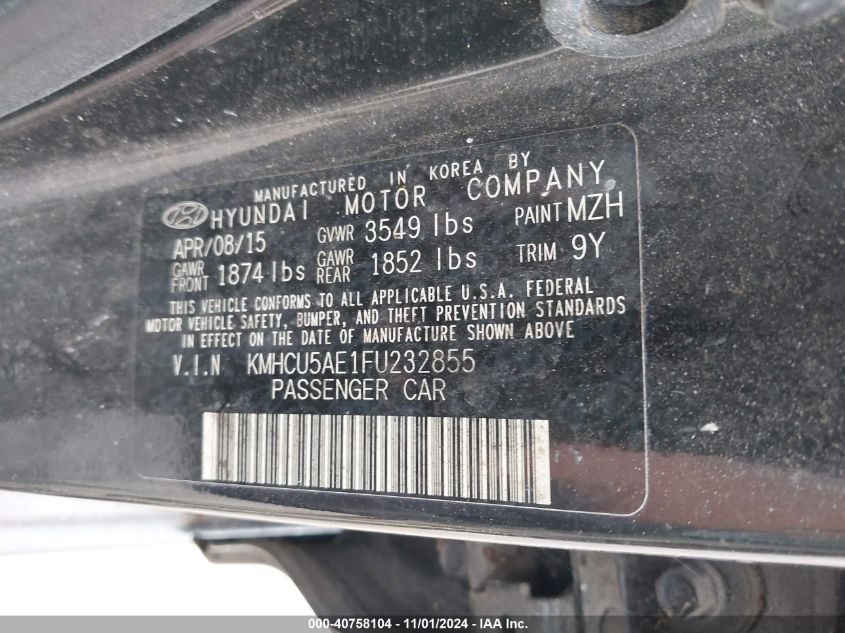 MANUFACTURED IN KOREA BY
HYUNDAI MOTOR COMPANY
APR/08/15 GVWR 3549 lbs PAINT MZH
GAWR FRONT 1874 lbs GAWR REAR 1852 lbs TRIM 9Y
THIS VEHICLE CONFORMS TO ALL APPLICABLE U.S.A. FEDERAL
MOTOR VEHICLE SAFETY, BUMPER, AND THEFT PREVENTION STANDARDS
IN EFFECT ON THE DATE OF MANUFACTURE SHOWN ABOVE
V.I.N KMHCU5AE1FU232855
PASSENGER CAR
000-40758104 - 11/01/2024 - IAA Inc.